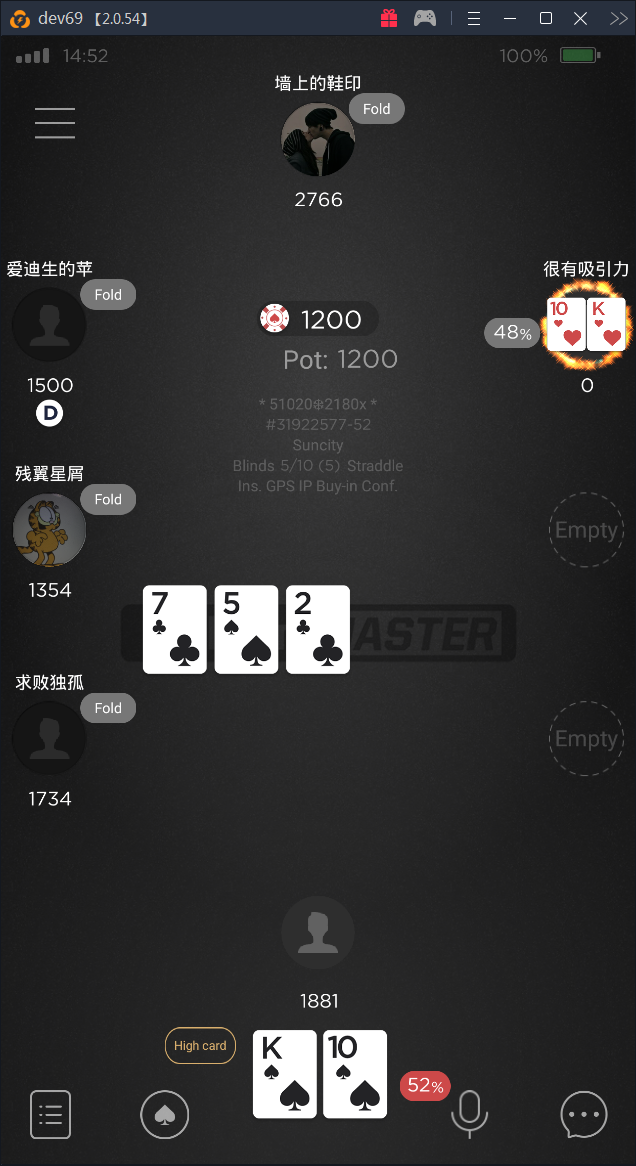 dev69 【2.0.54】
14:52 100%
墙上的鞋印
Fold
2766
爱迪生的苹
Fold
1500
D
1200
Pot: 1200
很有吸引力
48%
10 K
0
* 51020❊2180x *
#31922577-52
Suncity
Blinds 5/10 (5) Straddle
Ins. GPS IP Buy-in Conf.
残翼星屑
Fold
1354
Empty
7 5 2
ASTER
求败独孤
Fold
1734
Empty
1881
High card
K 10
52%